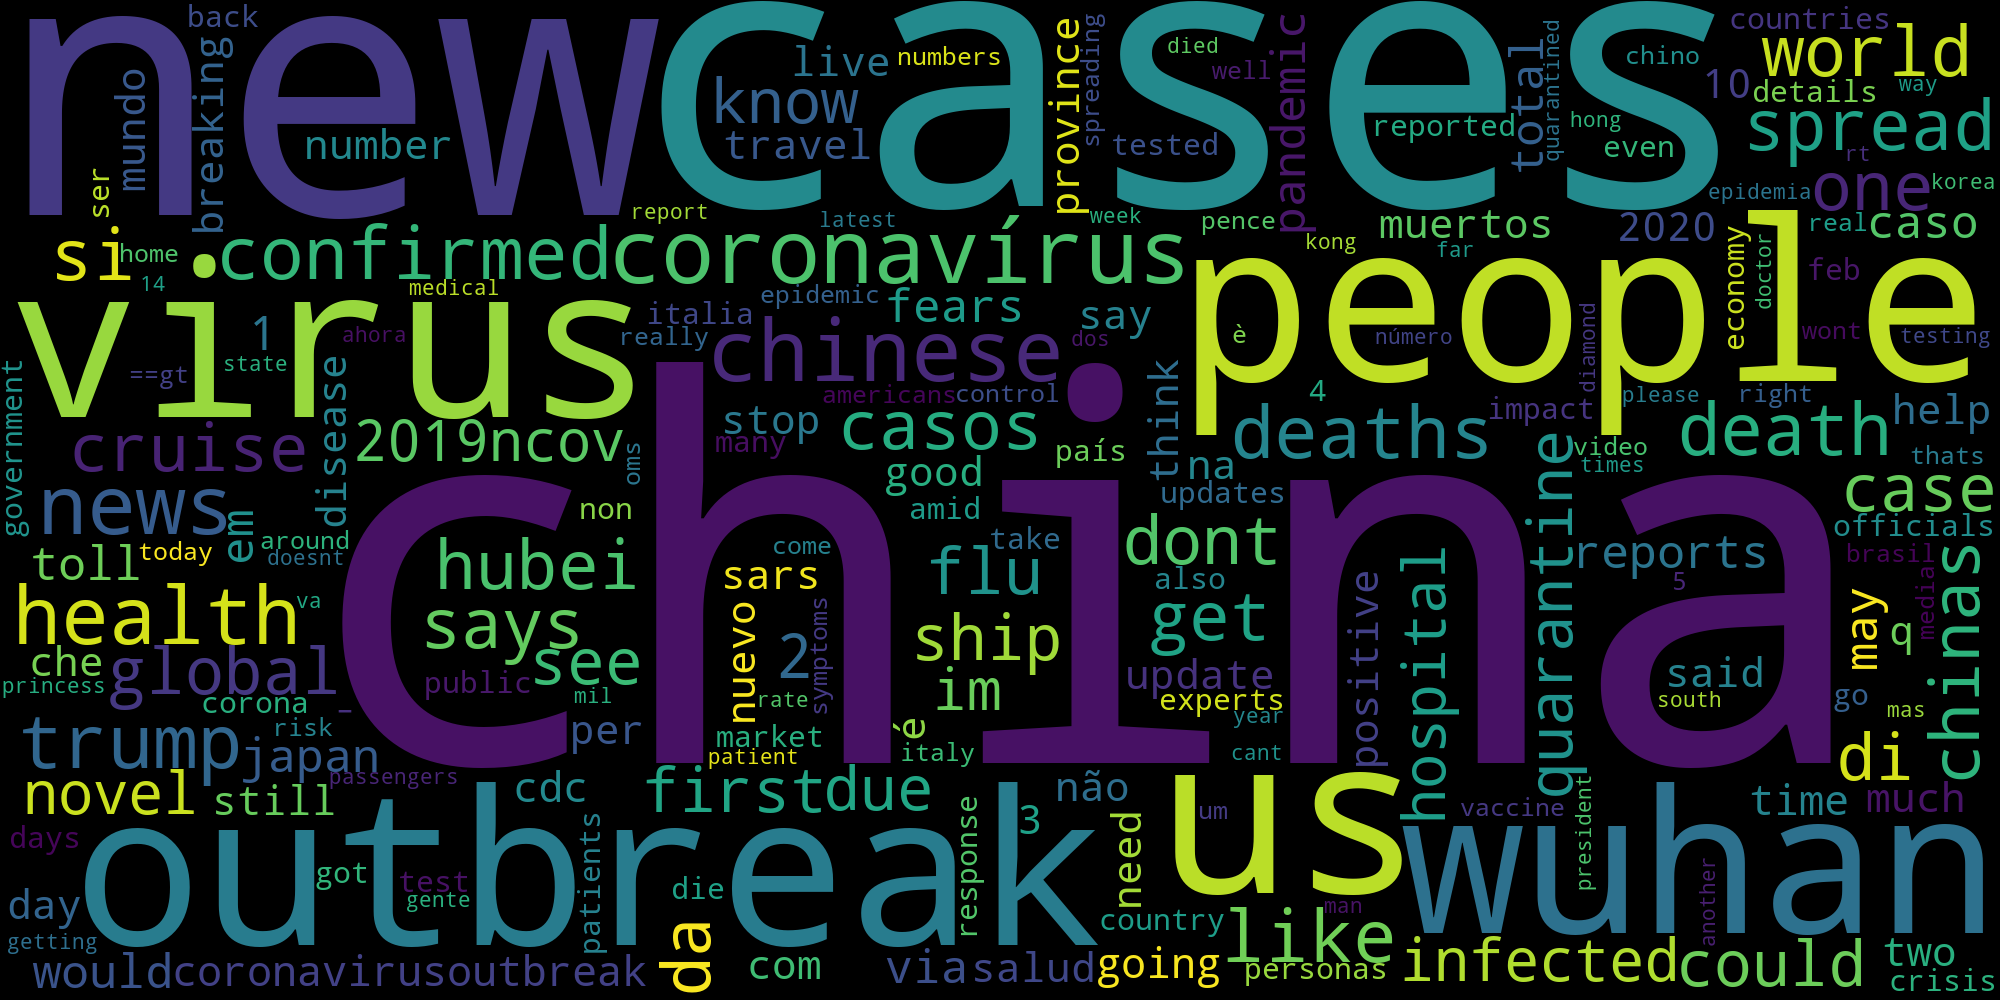 new
cases
back
breaking
mundo
number
live
numbers
know
travel
province
spreading
died
well
tested
pandemic
reported
total
quarantined
hong
chino
even
countries
world
10
details
way
spread
rt
one
korea
epidemia
ser
si
home
14
confirmed
report
coronavírus
latest
week
pence
kong
muertos
far
2020
caso
real
economy
doctor
feb
wont
testing
people
virus
1
medical
ahora
state
==gt
italia
epidemic
really
fears
say
chinese
dos
è
número
diamond
americans
control
4
impact
please
right
help
government
cruise
disease
2019ncov
oms
stop
many
casos
good
país
think
na
updates
deaths
video
times
death
thats
case
officials
news
em
around
doesnt
toll
today
china
non
amid
hubei
come
take
flu
dont
also
get
reports
5
quarantine
hospital
positive
brasil
media
chinas
may
q
health
va
says
see
sars
nuevo
symptoms
2
ship
im
update
experts
said
south
go
mas
che
princess
global
corona
–
public
mil
rate
year
risk
per
market
é
italy
cant
patient
trump
japan
passengers
di
novel
still
cdc
first
due
não
us
um
vaccine
president
time
much
days
outbreak
wuhan
got
test
gente
patients
die
response
3
need
country
like
man
another
day
getting
would
coronavirusoutbreak
da
com
via
salud
going
personas
infected
could
two
crisis